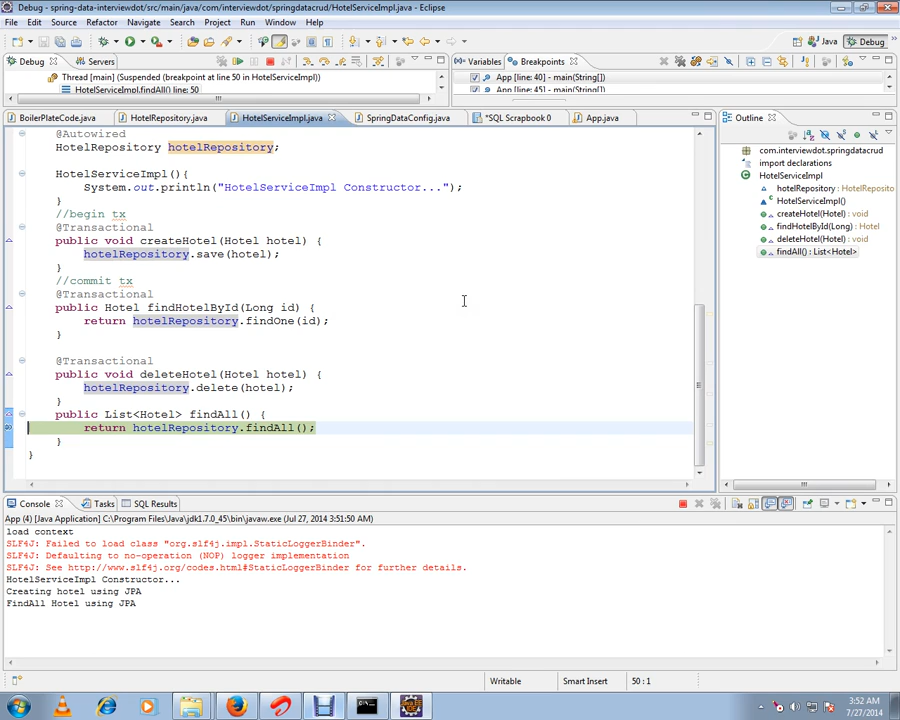 Debug - spring-data-interviewdot/src/main/java/com/interviewdot/springdatacrud/HotelServiceImpl.java - Eclipse
File Edit Source Refactor Navigate Search Project Run Window Help
Java Debug
Debug Servers
Thread [main] (Suspended (breakpoint at line 50 in HotelServiceImpl))
HotelServiceImpl.findAll() line: 50
Variables Breakpoints
App [line: 40] - main(String[])
App [line: 45] - main(String[])
BoilerPlateCode.java HotelRepository.java HotelServiceImpl.java SpringDataConfig.java *SQL Scrapbook 0 App.java
@Autowired
HotelRepository hotelRepository;
HotelServiceImpl(){
System.out.println("HotelServiceImpl Constructor...");
}
//begin tx
@Transactional
public void createHotel(Hotel hotel) {
hotelRepository.save(hotel);
}
//commit tx
@Transactional
public Hotel findHotelById(Long id) {
return hotelRepository.findOne(id);
}
@Transactional
public void deleteHotel(Hotel hotel) {
hotelRepository.delete(hotel);
}
public List<Hotel> findAll() {
return hotelRepository.findAll();
}
}
Outline
com.interviewdot.springdatacrud
import declarations
HotelServiceImpl
hotelRepository : HotelReposito
HotelServiceImpl()
createHotel(Hotel) : void
findHotelById(Long) : Hotel
deleteHotel(Hotel) : void
findAll() : List<Hotel>
Console Tasks SQL Results
App (4) [Java Application] C:\Program Files\Java\jdk1.7.0_45\bin\javaw.exe (Jul 27, 2014 3:51:50 AM)
load context
SLF4J: Failed to load class "org.slf4j.impl.StaticLoggerBinder".
SLF4J: Defaulting to no-operation (NOP) logger implementation
SLF4J: See http://www.slf4j.org/codes.html#StaticLoggerBinder for further details.
HotelServiceImpl Constructor...
Creating hotel using JPA
FindAll Hotel using JPA
Writable Smart Insert 50 : 1
3:52 AM
7/27/2014